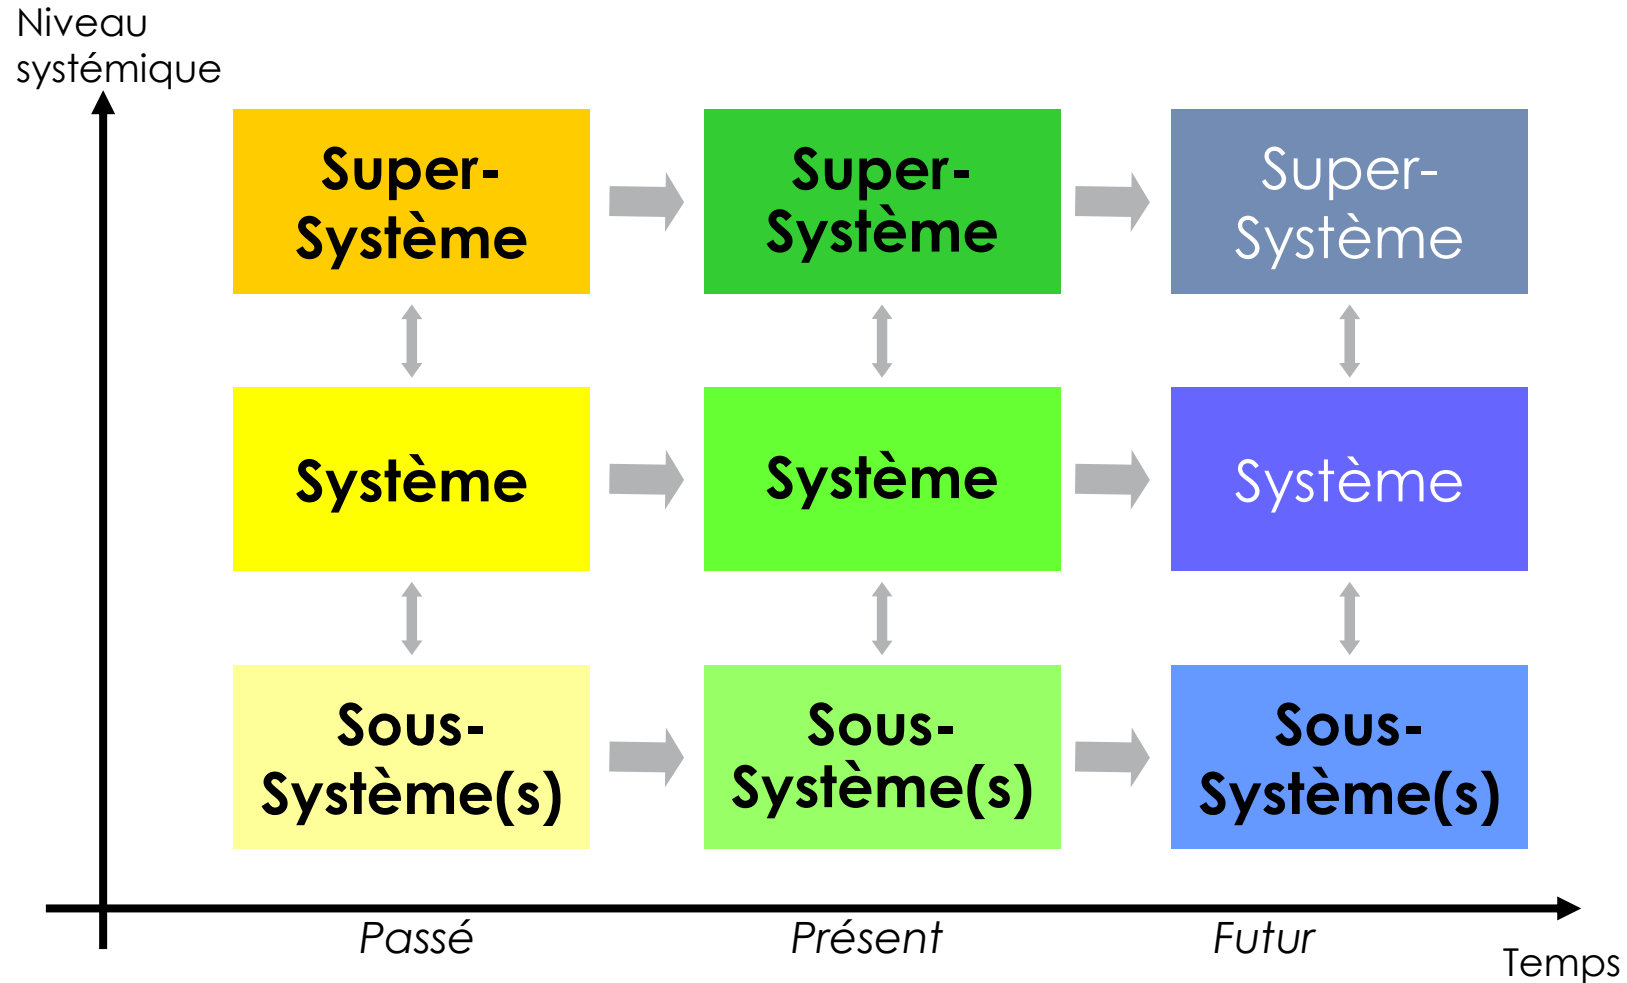 Niveau
systémique
Super-
Système
Super-
Système
Super-
Système
Système
Système
Système
Sous-
Système(s)
Sous-
Système(s)
Sous-
Système(s)
Passé
Présent
Futur
Temps